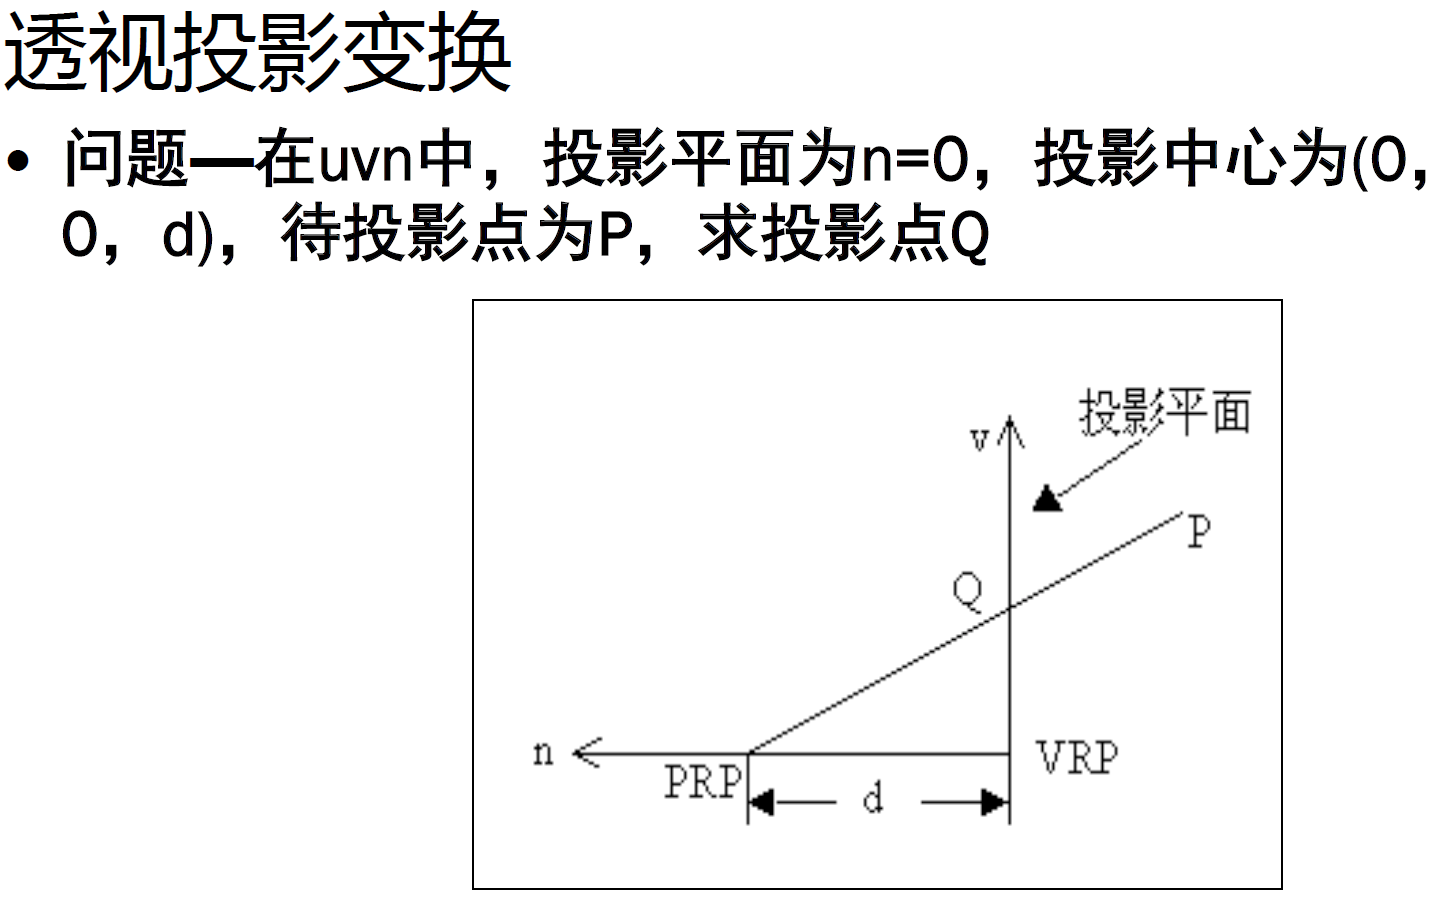 透视投影变换
• 问题—在uvn中，投影平面为n=0，投影中心为(0，
0，d)，待投影点为P，求投影点Q
投影平面
v
P
Q
n
VRP
PRP
d